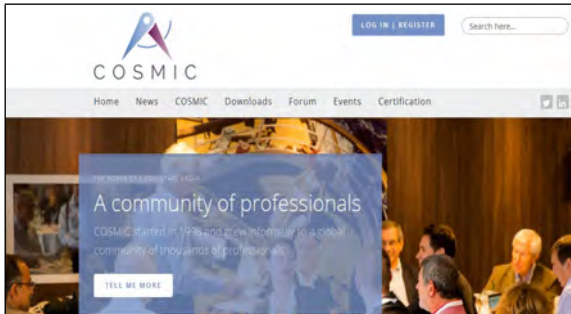 LOG IN | REGISTER
Search here...
COSMIC
Home News COSMIC Downloads Forum Events Certification
A community of professionals
COSMIC started in 1998 and grew informally to a global
community of thousands of professionals
TELL ME MORE